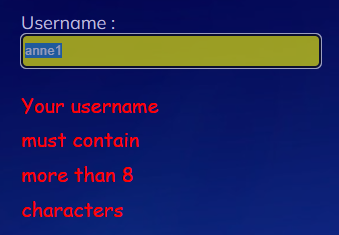 Username :
anne1
Your username
must contain
more than 8
characters